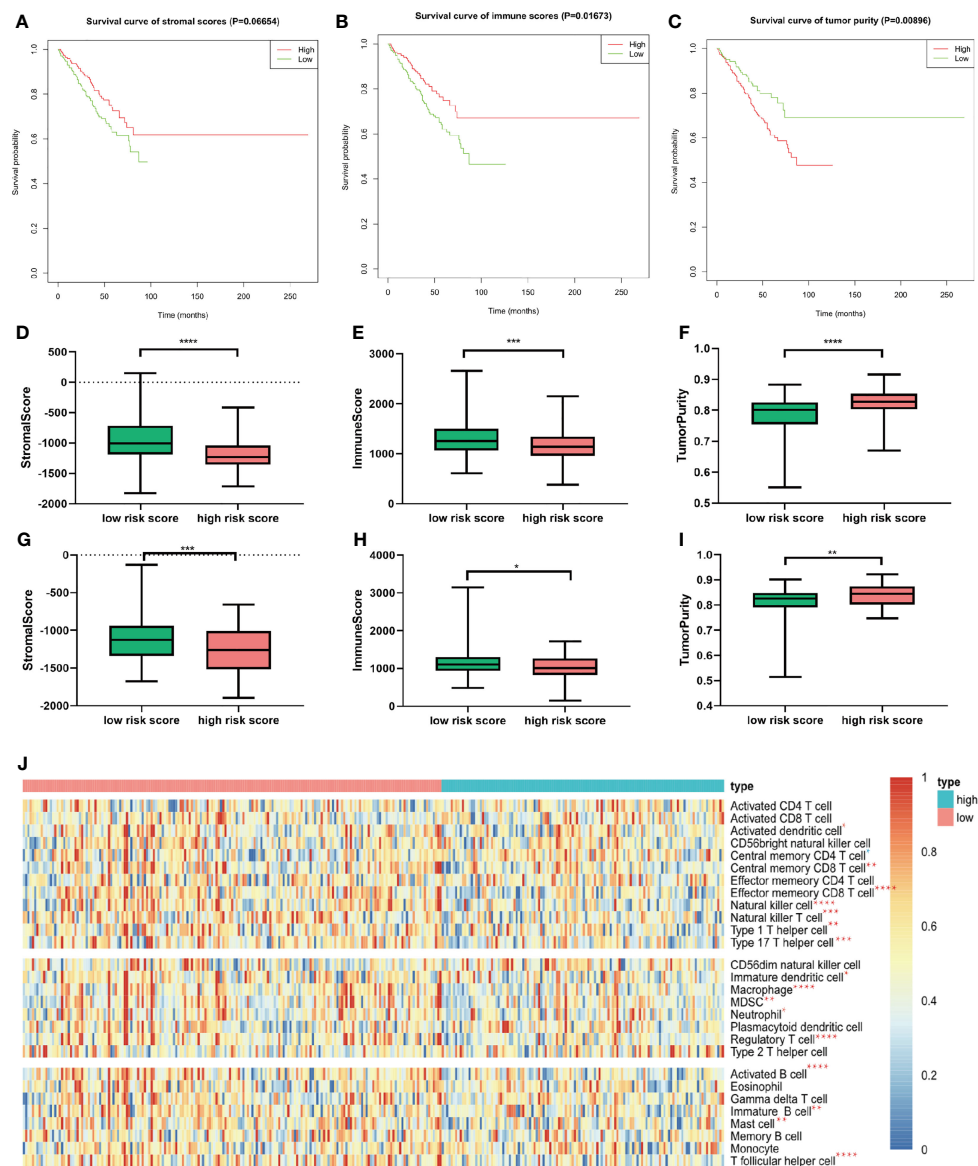 A
Survival curve of stromal scores (P=0.06654)
High
Low
Survival probability
1.0
0.8
0.6
0.4
0.2
0.0
0 50 100 150 200 250
Time (months)
B
Survival curve of immune scores (P=0.01673)
High
Low
Survival probability
1.0
0.8
0.6
0.4
0.2
0.0
0 50 100 150 200 250
Time (months)
C
Survival curve of tumor purity (P=0.00896)
High
Low
Survival probability
1.0
0.8
0.6
0.4
0.2
0.0
0 50 100 150 200 250
Time (months)
D
StromalScore
500
0
-500
-1000
-1500
-2000
****
low risk score high risk score
E
ImmuneScore
3000
2000
1000
0
***
low risk score high risk score
F
TumorPurity
1.0
0.9
0.8
0.7
0.6
0.5
****
low risk score high risk score
G
StromalScore
0
-500
-1000
-1500
-2000
***
low risk score high risk score
H
ImmuneScore
4000
3000
2000
1000
0
*
low risk score high risk score
I
TumorPurity
1.0
0.9
0.8
0.7
0.6
0.5
0.4
**
low risk score high risk score
J
type
Activated CD4 T cell
Activated CD8 T cell
Activated dendritic cell*
CD56bright natural killer cell
Central memory CD4 T cell*
Central memory CD8 T cell**
Effector memeory CD4 T cell
Effector memeory CD8 T cell****
Natural killer cell****
Natural killer T cell***
Type 1 T helper cell**
Type 17 T helper cell***
CD56dim natural killer cell
Immature dendritic cell*
Macrophage****
MDSC**
Neutrophil*
Plasmacytoid dendritic cell
Regulatory T cell****
Type 2 T helper cell
Activated B cell****
Eosinophil
Gamma delta T cell
Immature B cell**
Mast cell**
Memory B cell
Monocyte
T follicular helper cell****
1
0.8
0.6
0.4
0.2
0
type
high
low